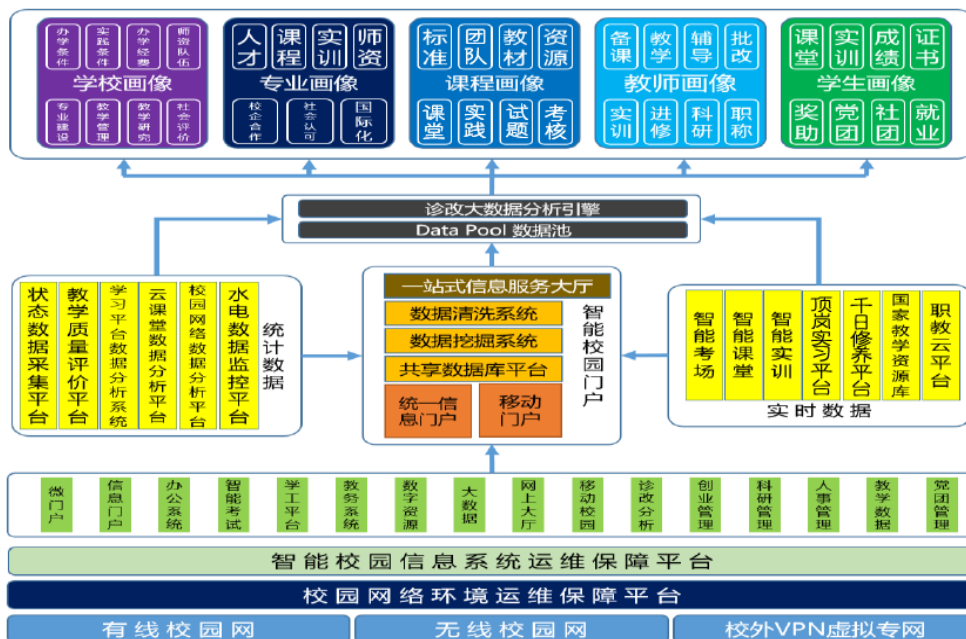 办学条件 实践条件 办学经费 师资队伍
学校画像
专业建设 教学管理 教学研究 社会评价
人才 课程 实训 师资
专业画像
校企合作 社会认可 国际化
标准 团队 教材 资源
课程画像
课堂 实践 试题 考核
备课 教学 辅导 批改
教师画像
实训 进修 科研 职称
课堂 实训 成绩 证书
学生画像
奖助 党团 社团 就业
诊改大数据分析引擎
Data Pool 数据池
状态数据采集平台
教学质量评价平台
学习平台数据分析系统
云课堂数据分析平台
校园网络数据分析平台
水电数据监控平台
统计数据
一站式信息服务大厅
数据清洗系统
数据挖掘系统
共享数据库平台
统一信息门户
移动门户
智能校园门户
智能考场
智能课堂
智能实训
顶岗实习平台
千日修养平台
国家教学资源库
职教云平台
实时数据
微门户
信息门户
办公系统
智能考试
学工平台
教务系统
数字资源
大数据
网上大厅
移动校园
诊改分析
创业管理
科研管理
人事管理
教学数据
党团管理
智能校园信息系统运维保障平台
校园网络环境运维保障平台
有线校园网 无线校园网 校外VPN虚拟专网